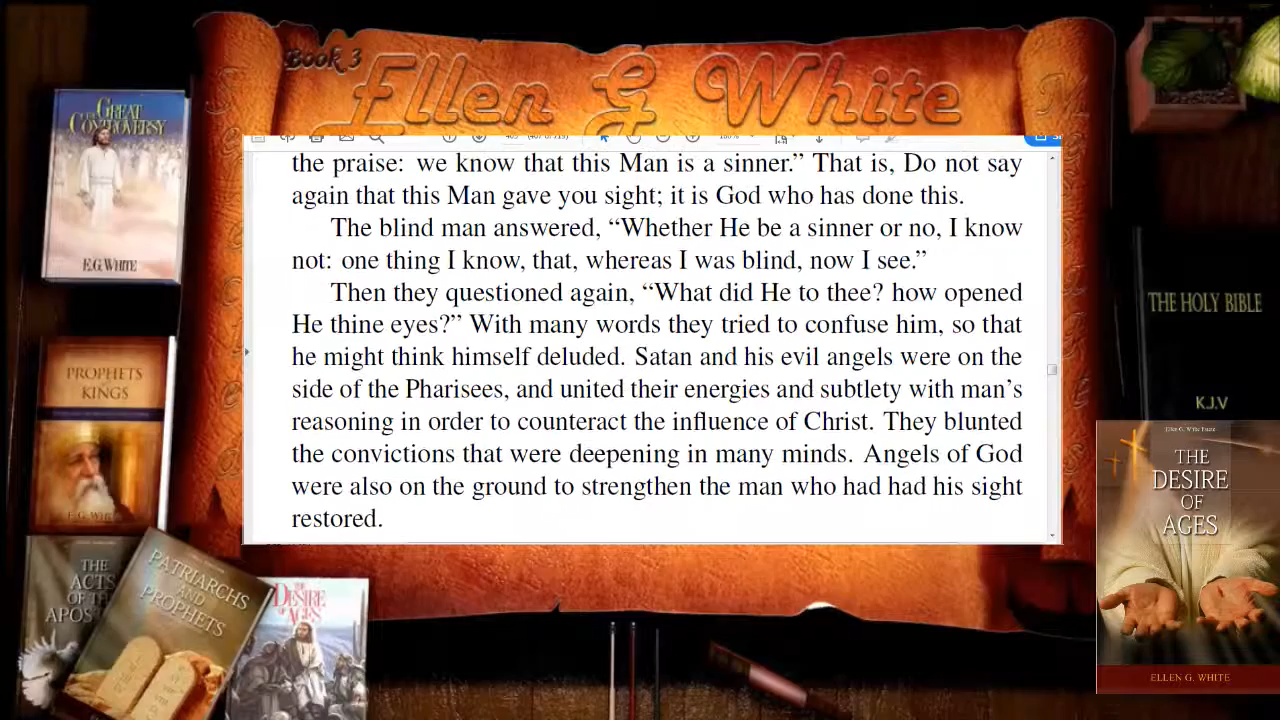 Book 3
Ellen G White
the praise: we know that this Man is a sinner.” That is, Do not say
again that this Man gave you sight; it is God who has done this.
The blind man answered, “Whether He be a sinner or no, I know
not: one thing I know, that, whereas I was blind, now I see.”
Then they questioned again, “What did He to thee? how opened
He thine eyes?” With many words they tried to confuse him, so that
he might think himself deluded. Satan and his evil angels were on the
side of the Pharisees, and united their energies and subtlety with man’s
reasoning in order to counteract the influence of Christ. They blunted
the convictions that were deepening in many minds. Angels of God
were also on the ground to strengthen the man who had had his sight
restored.
GREAT
CONTROVERSY
E.G. WHITE
PROPHETS
KINGS
E.G. WHITE
THE
ACTS
OF
PATRIARCHS
AND
PROPHETS
THE
DESIRE
OF AGES
THE HOLY BIBLE
K.J.V
THE
DESIRE
OF
AGES
ELLEN G. WHITE